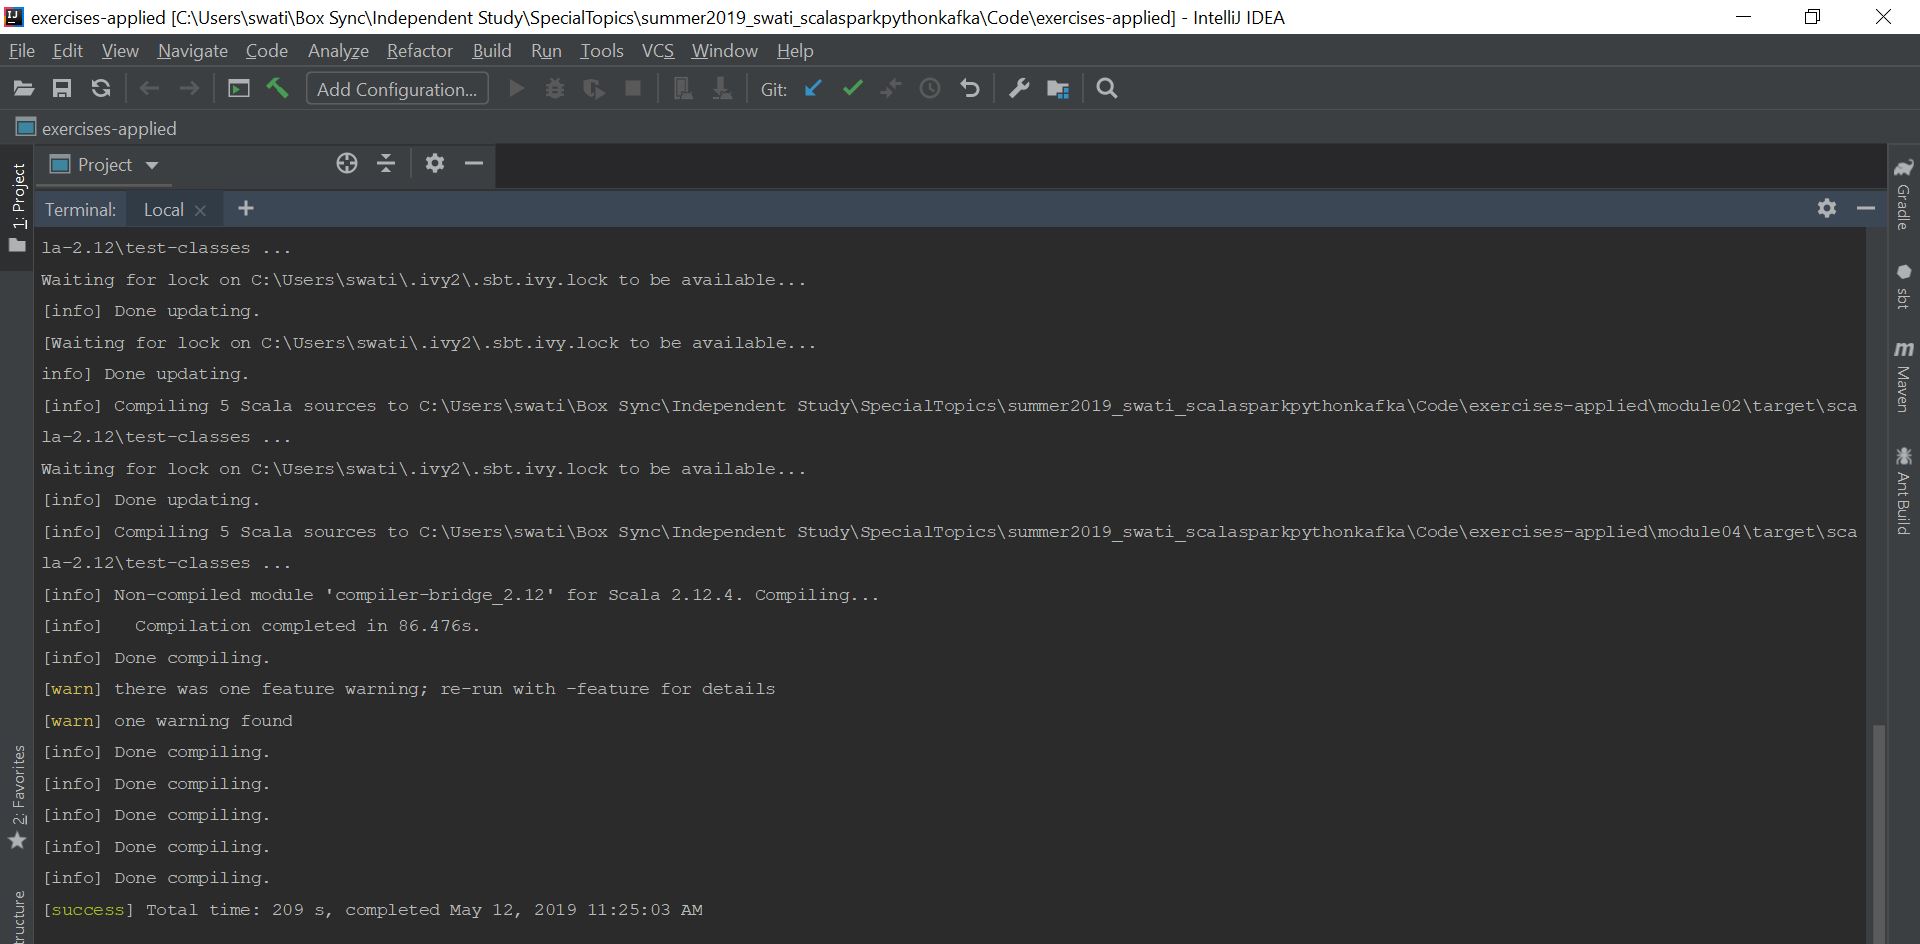 exercises-applied [C:\Users\swati\Box Sync\Independent Study\SpecialTopics\summer2019_swati_scalasparkpythonkafka\Code\exercises-applied] - IntelliJ IDEA
File Edit View Navigate Code Analyze Refactor Build Run Tools VCS Window Help
Add Configuration... Git:
exercises-applied
1: Project
Project
Terminal: Local +
la-2.12\test-classes ...
Waiting for lock on C:\Users\swati\.ivy2\.sbt.ivy.lock to be available...
[info] Done updating.
[Waiting for lock on C:\Users\swati\.ivy2\.sbt.ivy.lock to be available...
info] Done updating.
[info] Compiling 5 Scala sources to C:\Users\swati\Box Sync\Independent Study\SpecialTopics\summer2019_swati_scalasparkpythonkafka\Code\exercises-applied\module02\target\sca
la-2.12\test-classes ...
Waiting for lock on C:\Users\swati\.ivy2\.sbt.ivy.lock to be available...
[info] Done updating.
[info] Compiling 5 Scala sources to C:\Users\swati\Box Sync\Independent Study\SpecialTopics\summer2019_swati_scalasparkpythonkafka\Code\exercises-applied\module04\target\sca
la-2.12\test-classes ...
[info] Non-compiled module 'compiler-bridge_2.12' for Scala 2.12.4. Compiling...
[info]   Compilation completed in 86.476s.
[info] Done compiling.
[warn] there was one feature warning; re-run with -feature for details
[warn] one warning found
[info] Done compiling.
[info] Done compiling.
[info] Done compiling.
[info] Done compiling.
[info] Done compiling.
[success] Total time: 209 s, completed May 12, 2019 11:25:03 AM
2: Favorites
ructure
Gradle
sbt
m Maven
Ant Build